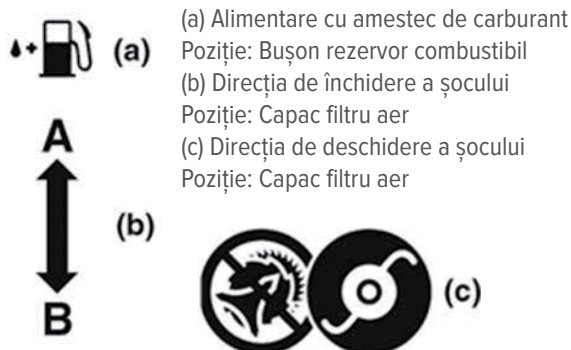 (a) Alimentare cu amestec de carburant
(a) Poziție: Bușon rezervor combustibil
(b) Direcția de închidere a șocului
A Poziție: Capac filtru aer
(c) Direcția de deschidere a șocului
Poziție: Capac filtru aer
(b)
(c)
B